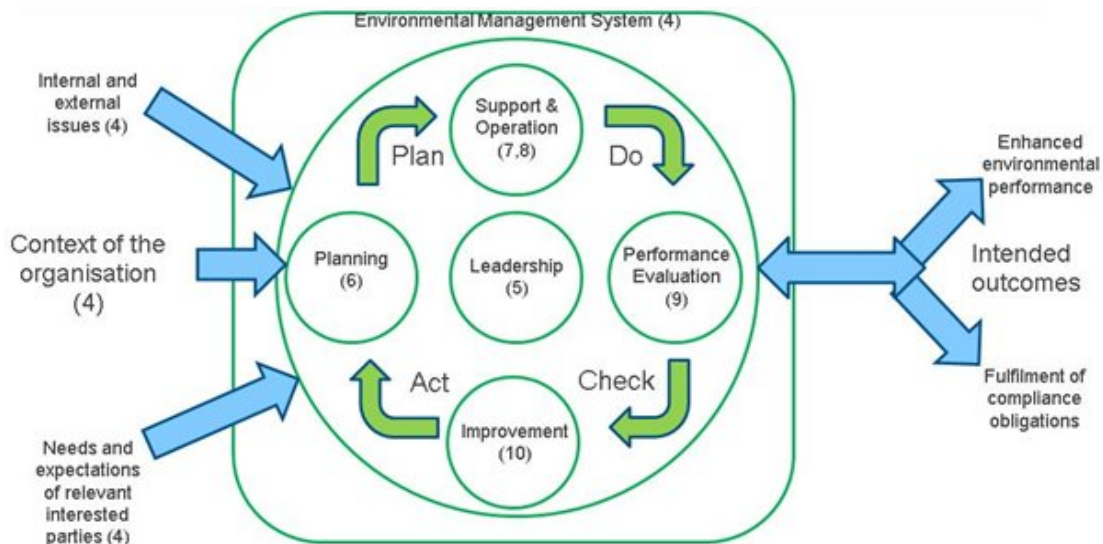 Environmental Management System (4)
Internal and
external
issues (4)
Context of the
organisation
(4)
Needs and
expectations
of relevant
interested
parties (4)
Plan
Support &
Operation
(7,8)
Do
Planning
(6)
Leadership
(5)
Performance
Evaluation
(9)
Act
Improvement
(10)
Check
Enhanced
environmental
performance
Intended
outcomes
Fulfilment of
compliance
obligations